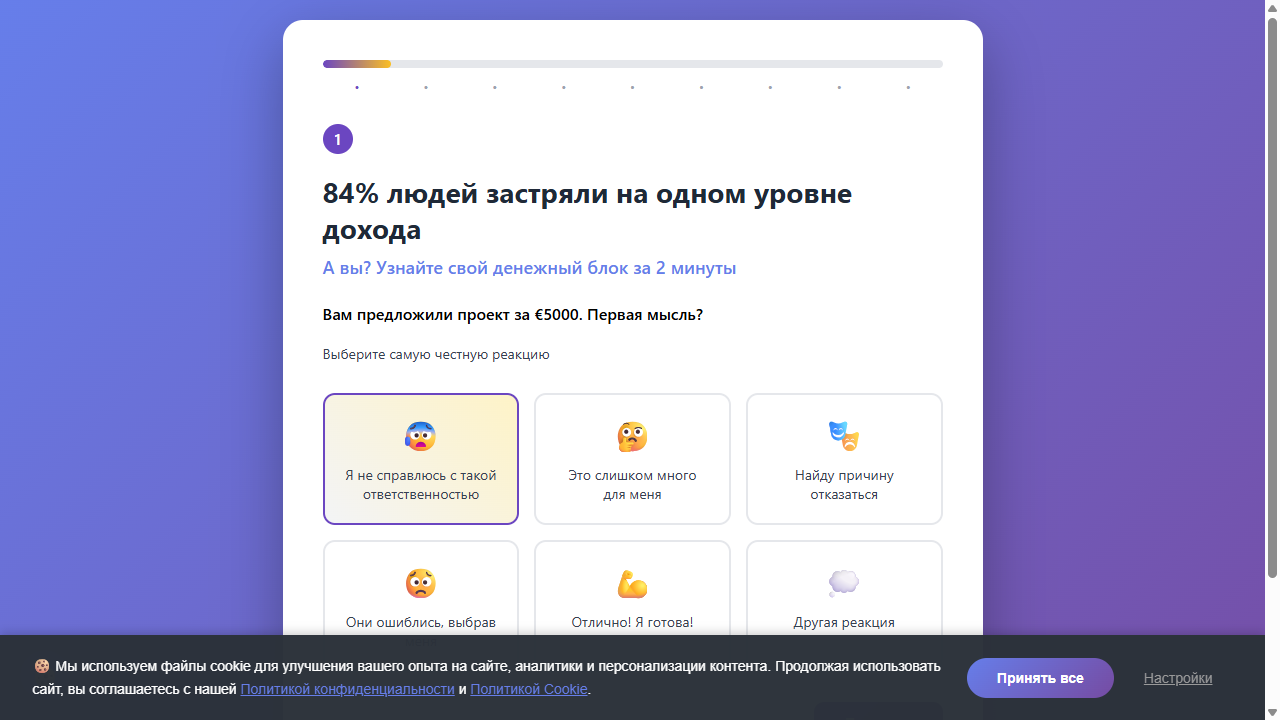 1
84% людей застряли на одном уровне
дохода
А вы? Узнайте свой денежный блок за 2 минуты
Вам предложили проект за €5000. Первая мысль?
Выберите самую честную реакцию
Я не справлюсь с такой
ответственностью
Это слишком много
для меня
Найду причину
отказаться
Они ошиблись, выбрав
Отлично! Я готова!
Другая реакция
Мы используем файлы cookie для улучшения вашего опыта на сайте, аналитики и персонализации контента. Продолжая использовать
сайт, вы соглашаетесь с нашей Политикой конфиденциальности и Политикой Cookie.
Принять все
Настройки